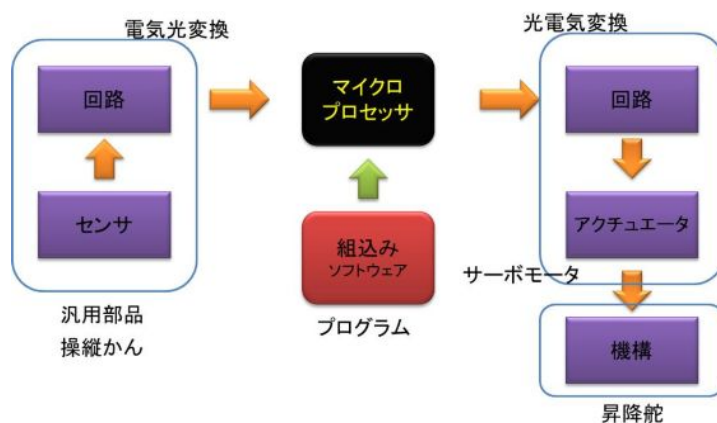 電気光変換
光電気変換
回路
マイクロ
プロセッサ
回路
センサ
組込み
ソフトウェア
アクチュエータ
サーボモータ
汎用部品
操縦かん
プログラム
機構
昇降舵